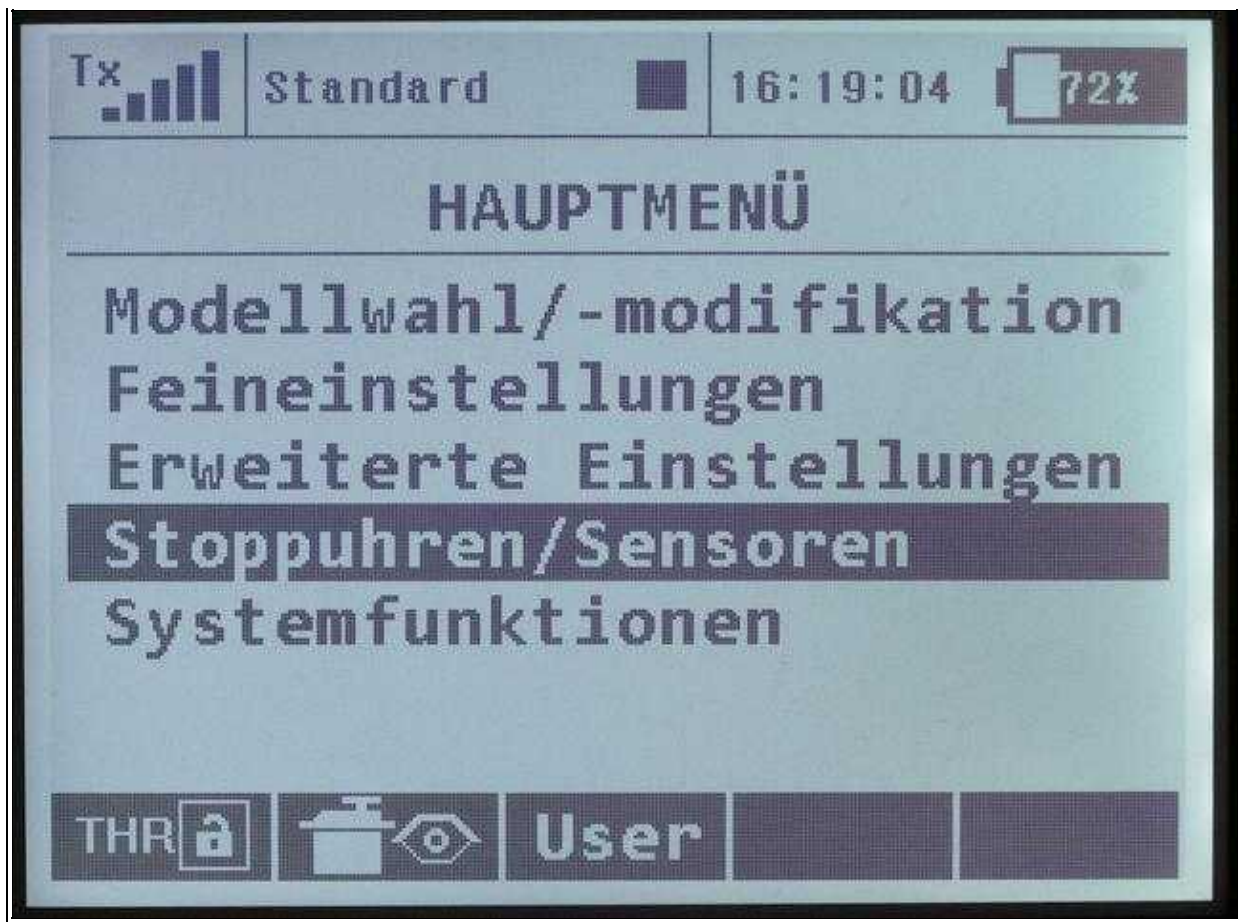 Tx Standard 16:19:04 72%
HAUPTMENÜ
Modellwahl/-modifikation
Feineinstellungen
Erweiterte Einstellungen
Stoppuhren/Sensoren
Systemfunktionen
THR User